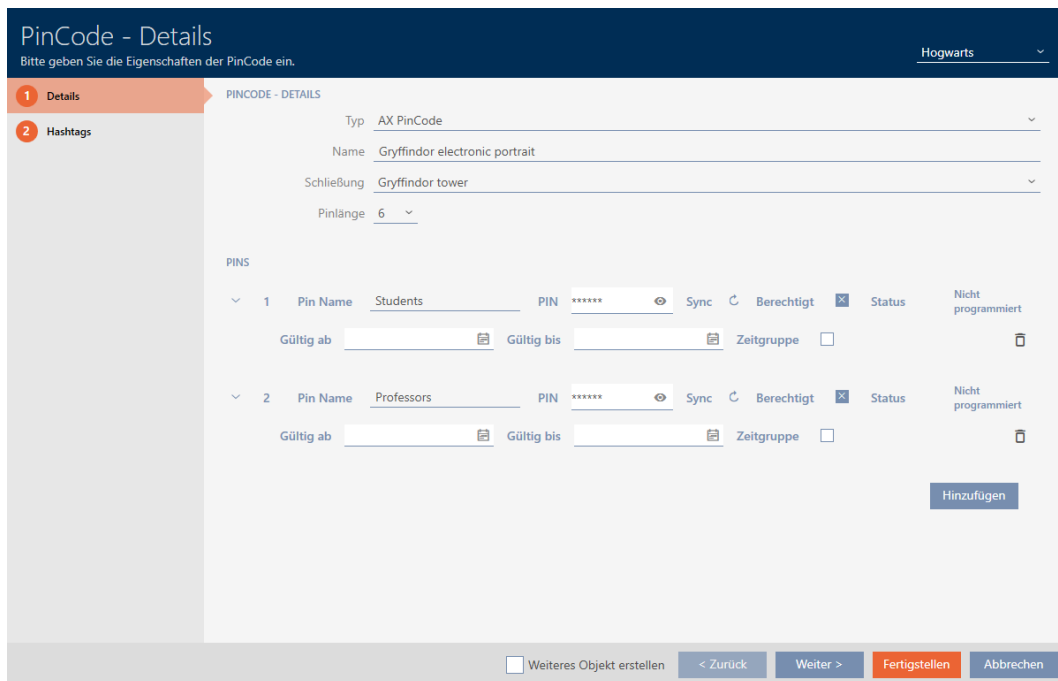 PinCode - Details
Bitte geben Sie die Eigenschaften der PinCode ein.
Hogwarts
1 Details
2 Hashtags
PINCODE - DETAILS
Typ AX PinCode
Name Gryffindor electronic portrait
Schließung Gryffindor tower
Pinlänge 6
PINS
1 Pin Name Students PIN ****** Sync Berechtigt Status Nicht programmiert
Gültig ab Gültig bis Zeitgruppe
2 Pin Name Professors PIN ****** Sync Berechtigt Status Nicht programmiert
Gültig ab Gültig bis Zeitgruppe
Hinzufügen
Weiteres Objekt erstellen < Zurück Weiter > Fertigstellen Abbrechen